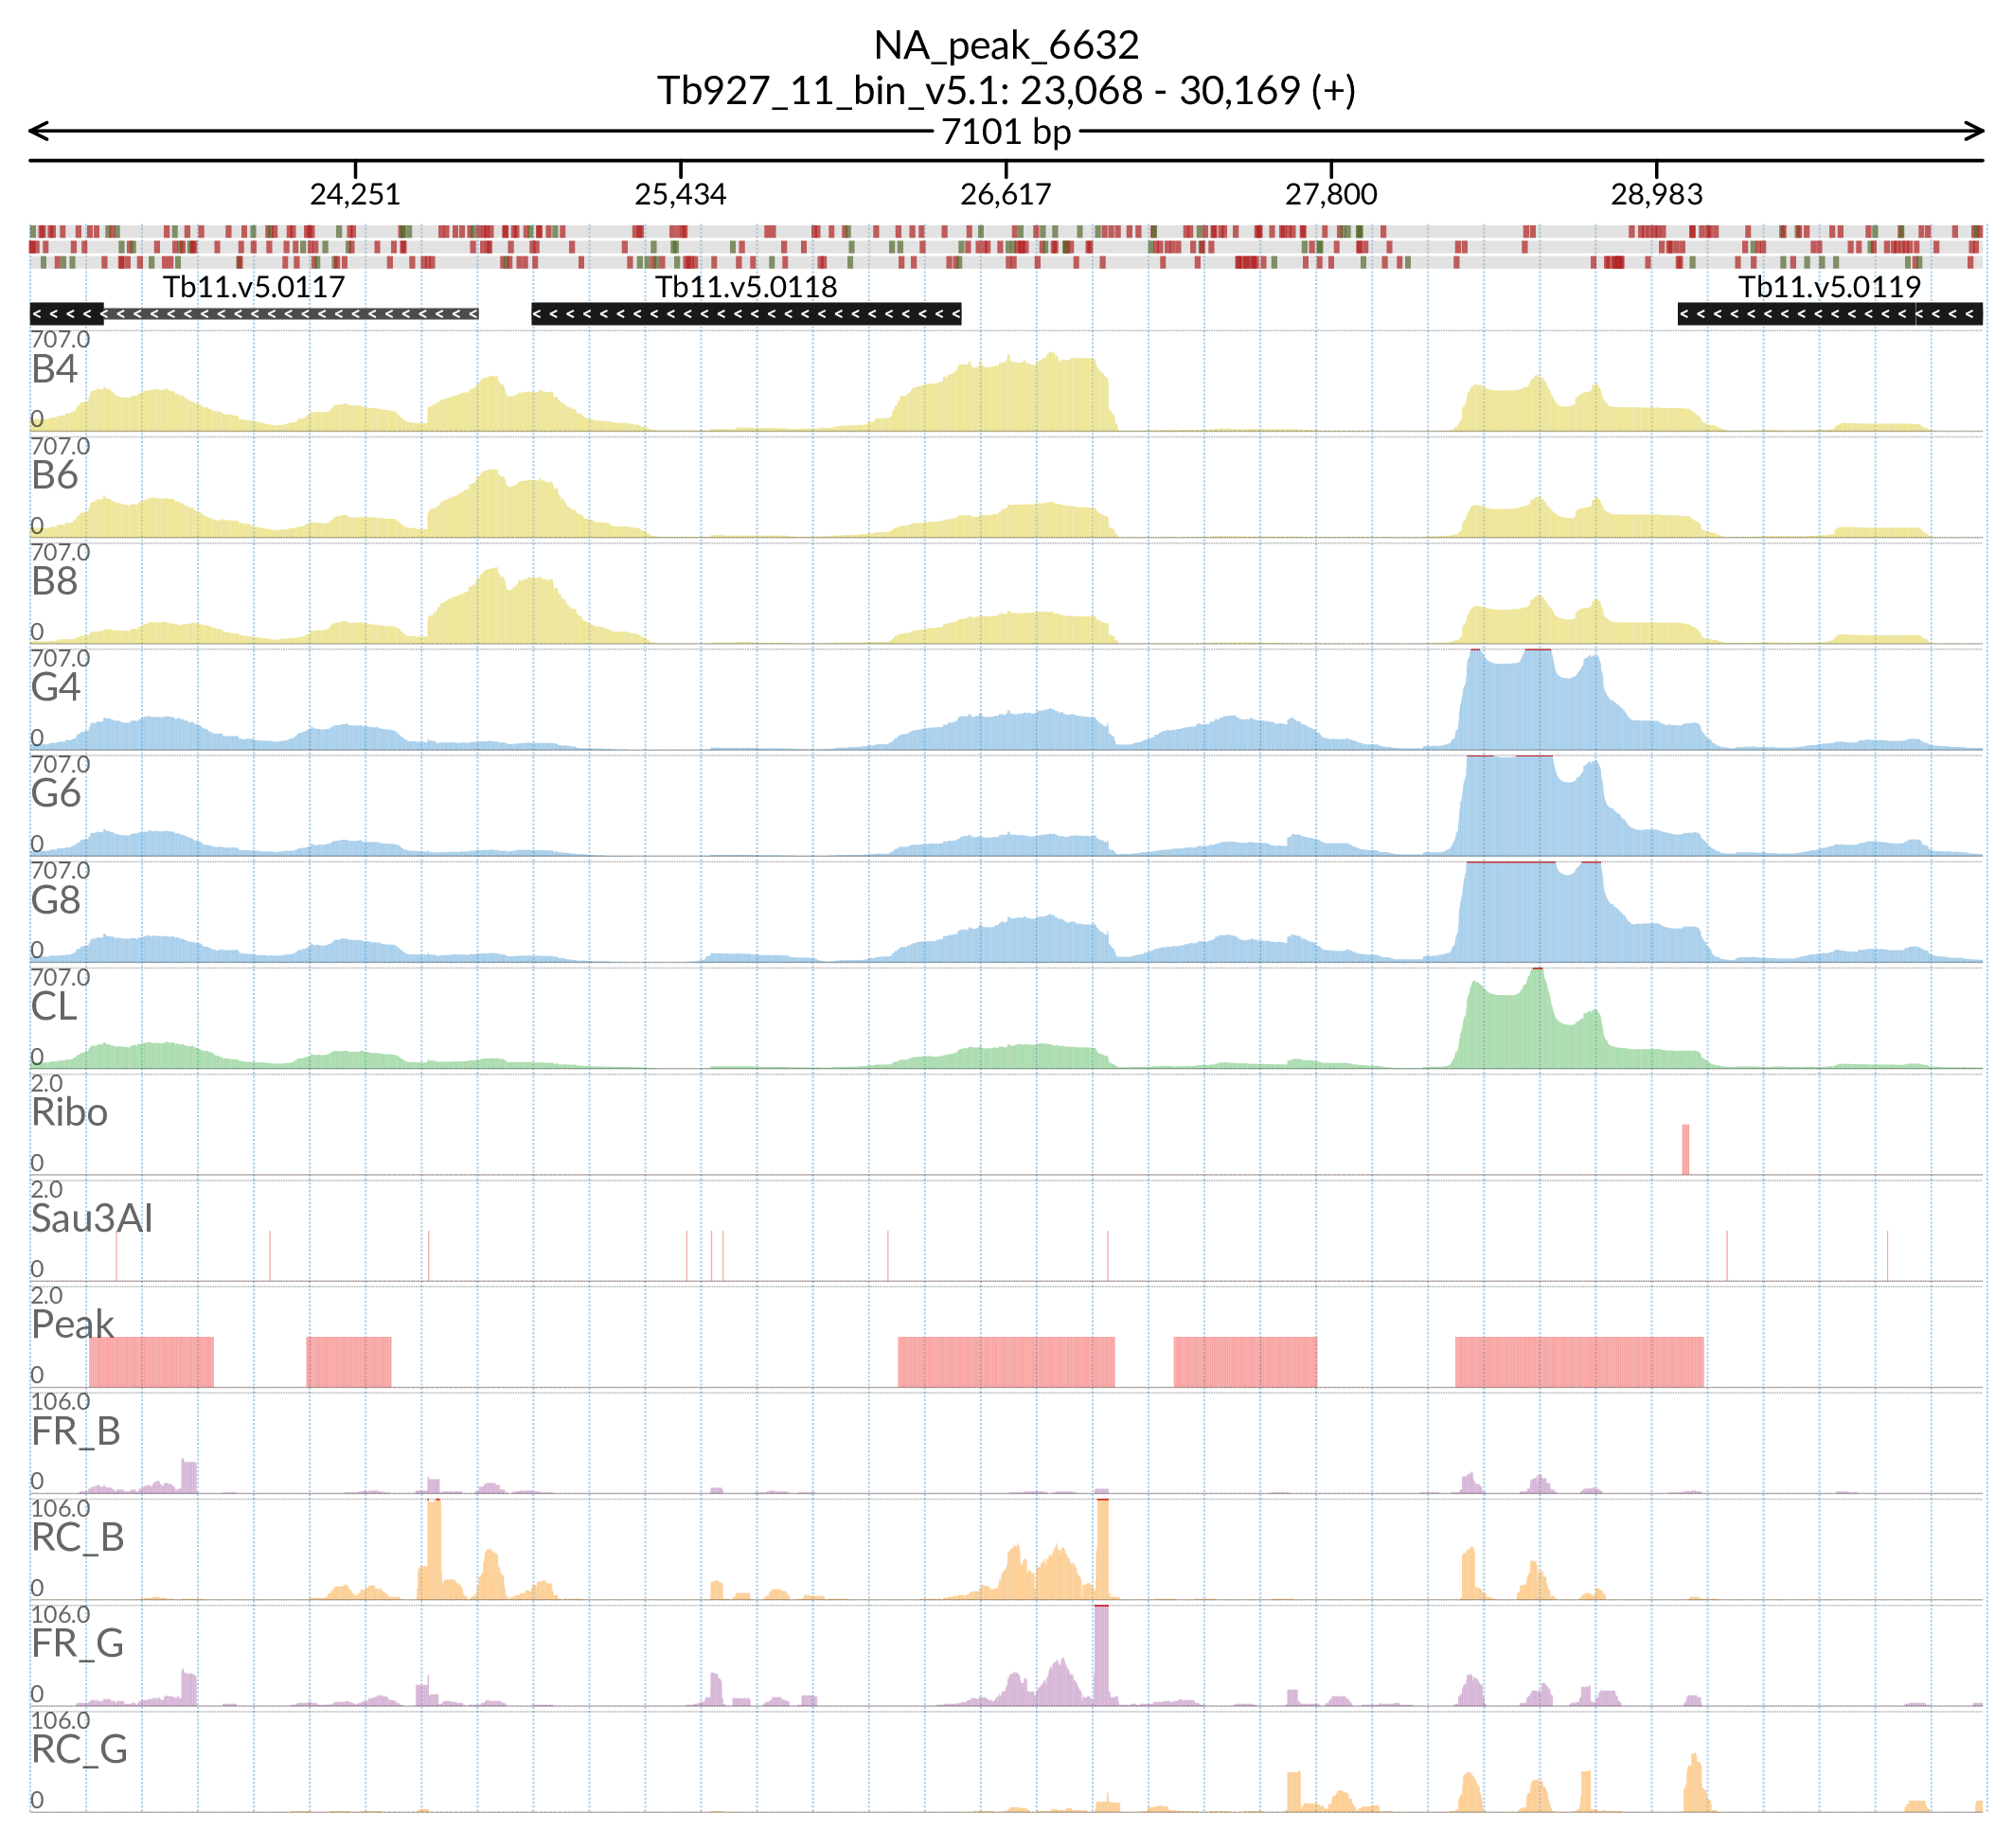 NA_peak_6632
Tb927_11_bin_v5.1: 23,068 - 30,169 (+)
7101 bp
24,251 25,434 26,617 27,800 28,983
Tb11.v5.0117 Tb11.v5.0118 Tb11.v5.0119
707.0
B4
0
707.0
B6
0
707.0
B8
0
707.0
G4
0
707.0
G6
0
707.0
G8
0
707.0
CL
0
2.0
Ribo
0
2.0
Sau3AI
0
2.0
Peak
0
106.0
FR_B
0
106.0
RC_B
0
106.0
FR_G
0
106.0
RC_G
0